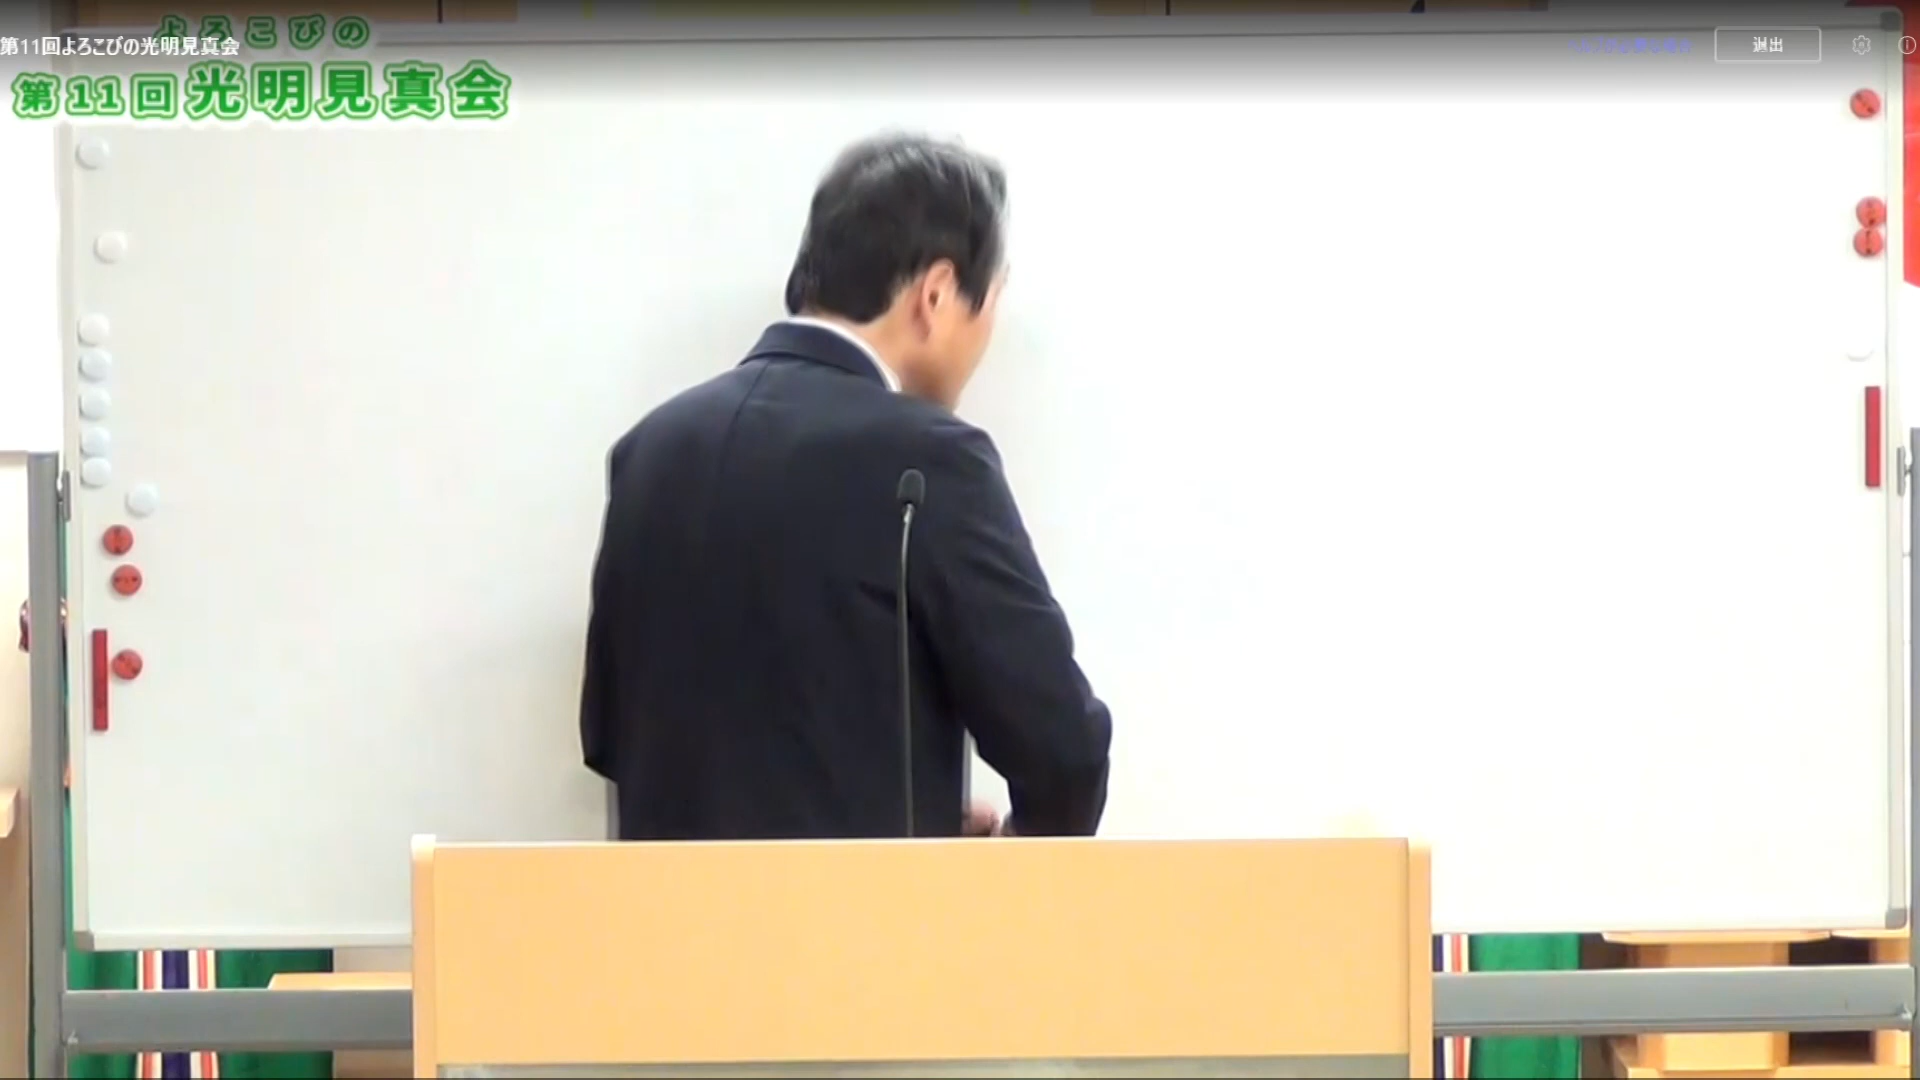 よろこびの
第11回よろこびの光明見真会
退出
第11回光明見真会